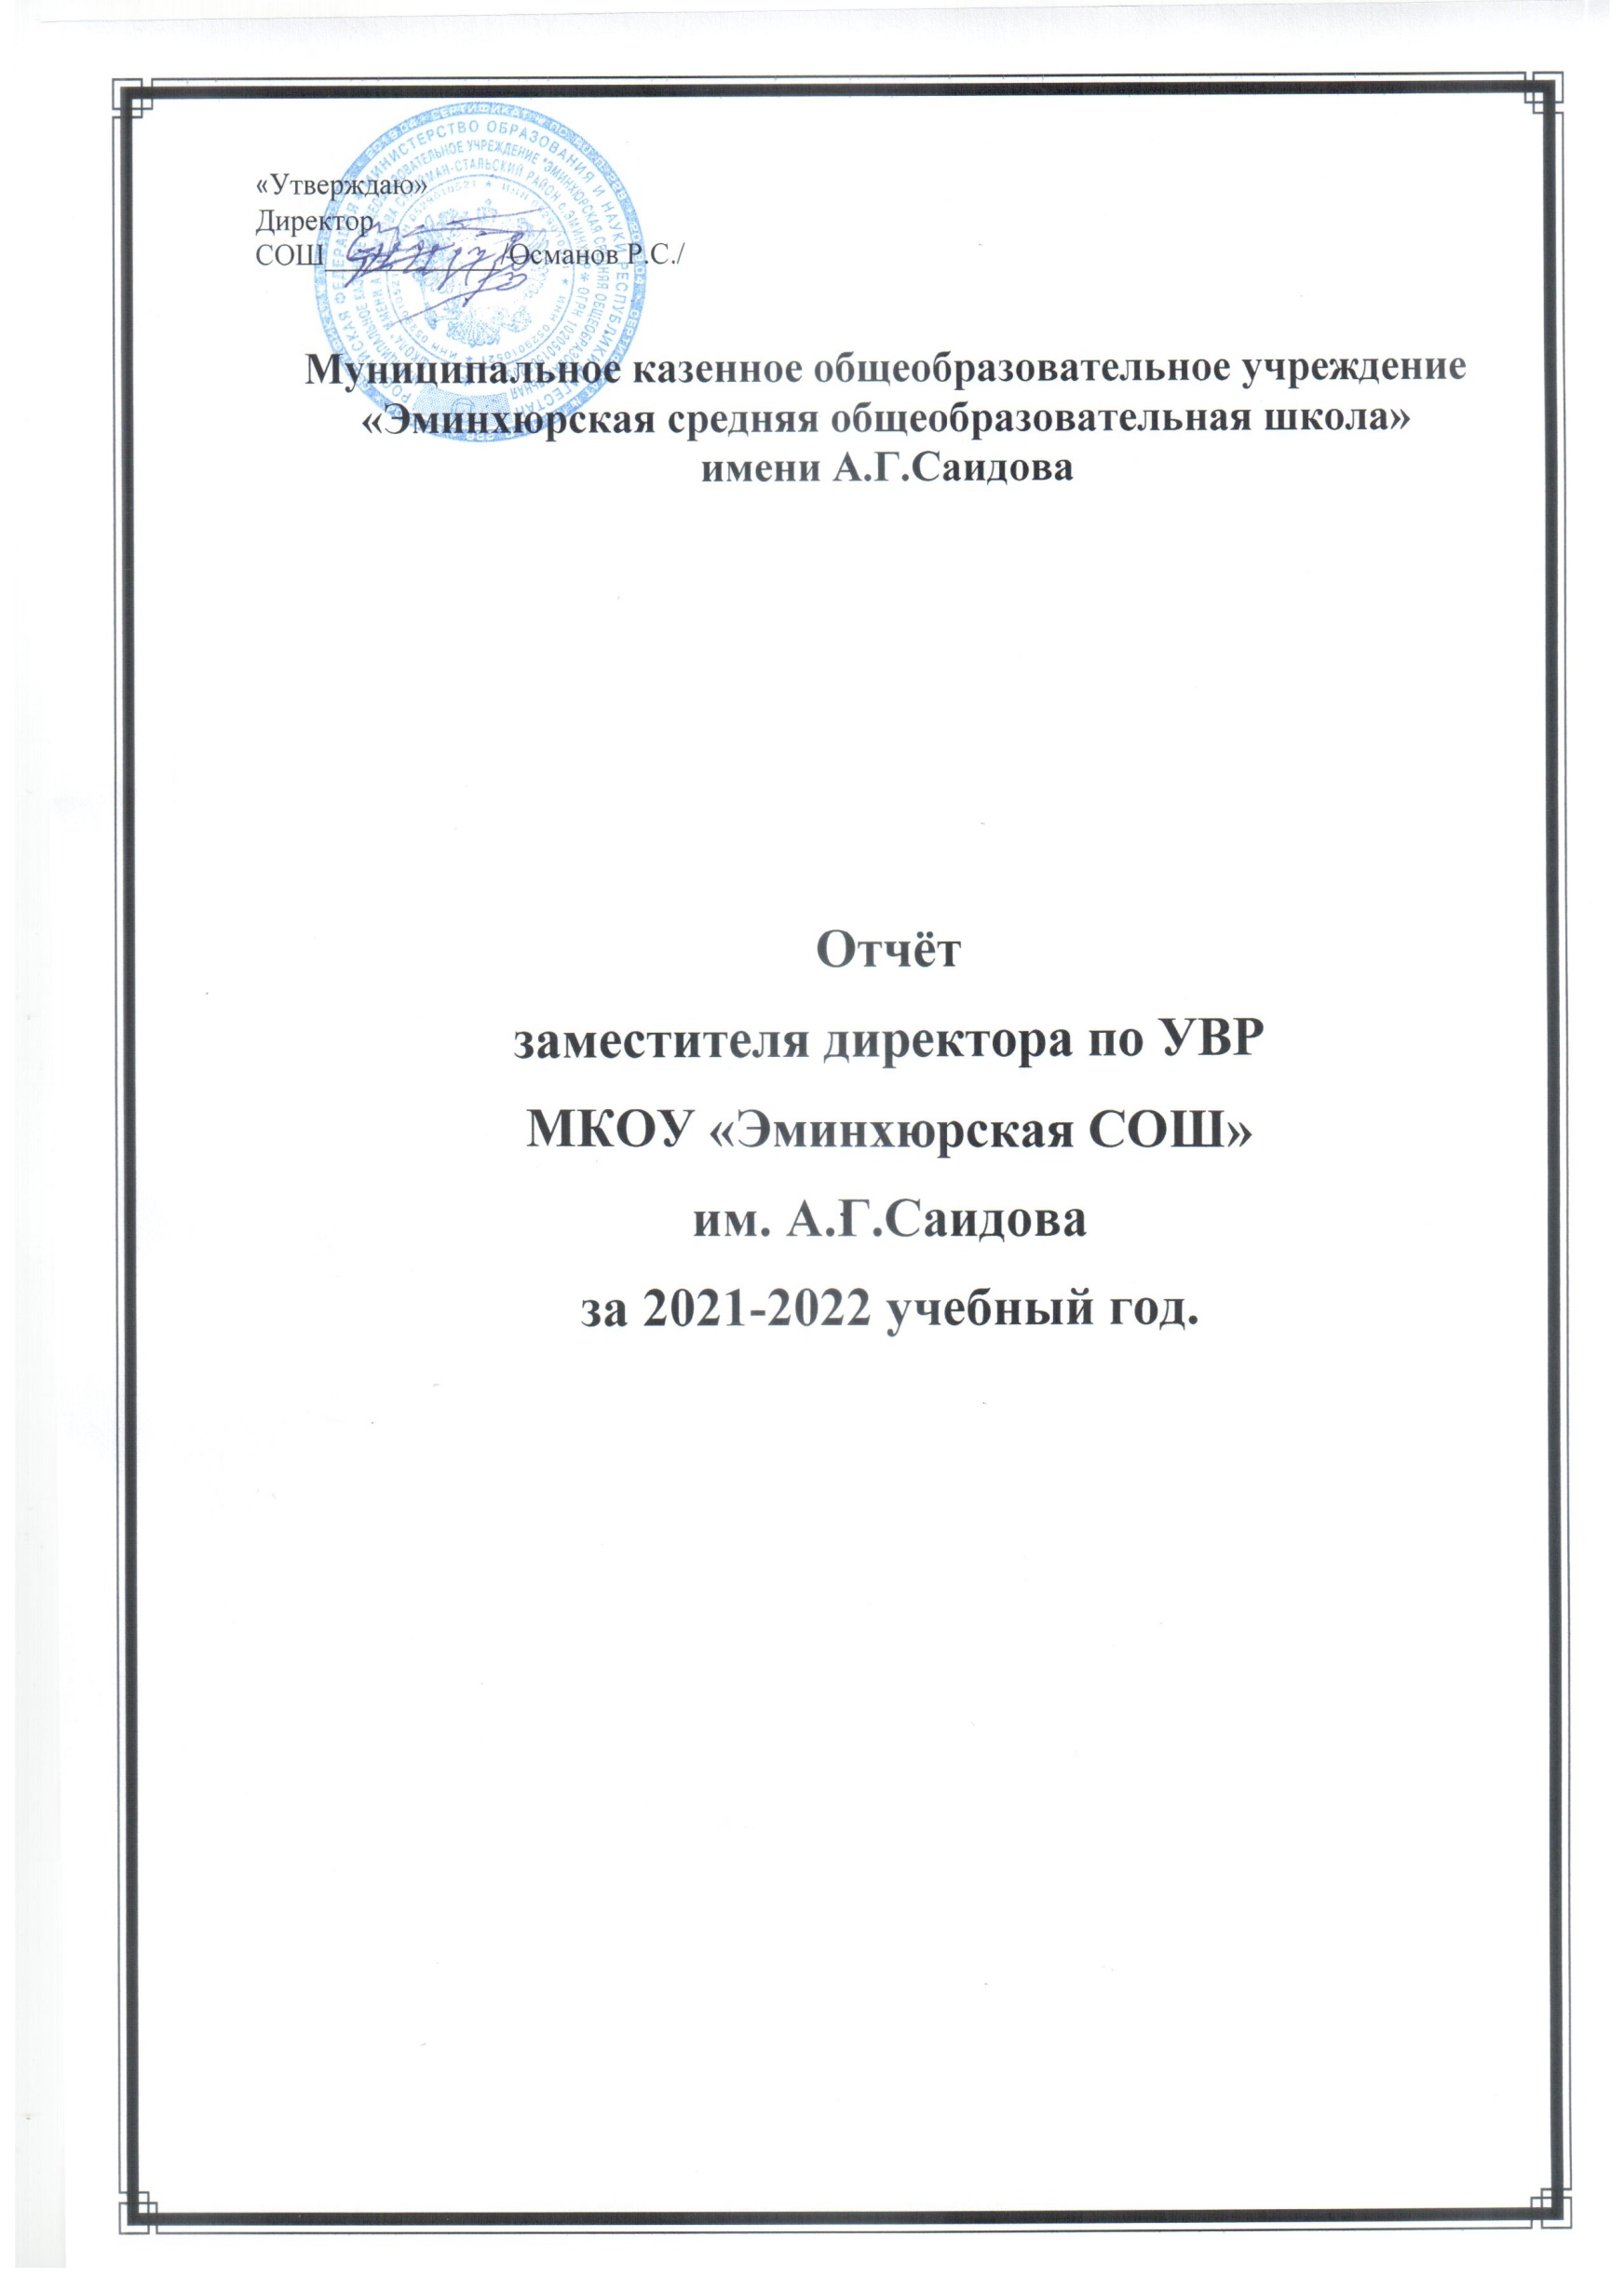 «Утверждаю»
Директор
СОШ____________/Османов Р.С./
Муниципальное казенное общеобразовательное учреждение
«Эминхюрская средняя общеобразовательная школа»
имени А.Г.Саидова
Отчёт
заместителя директора по УВР
МКОУ «Эминхюрская СОШ»
им. А.Г.Саидова
за 2021-2022 учебный год.